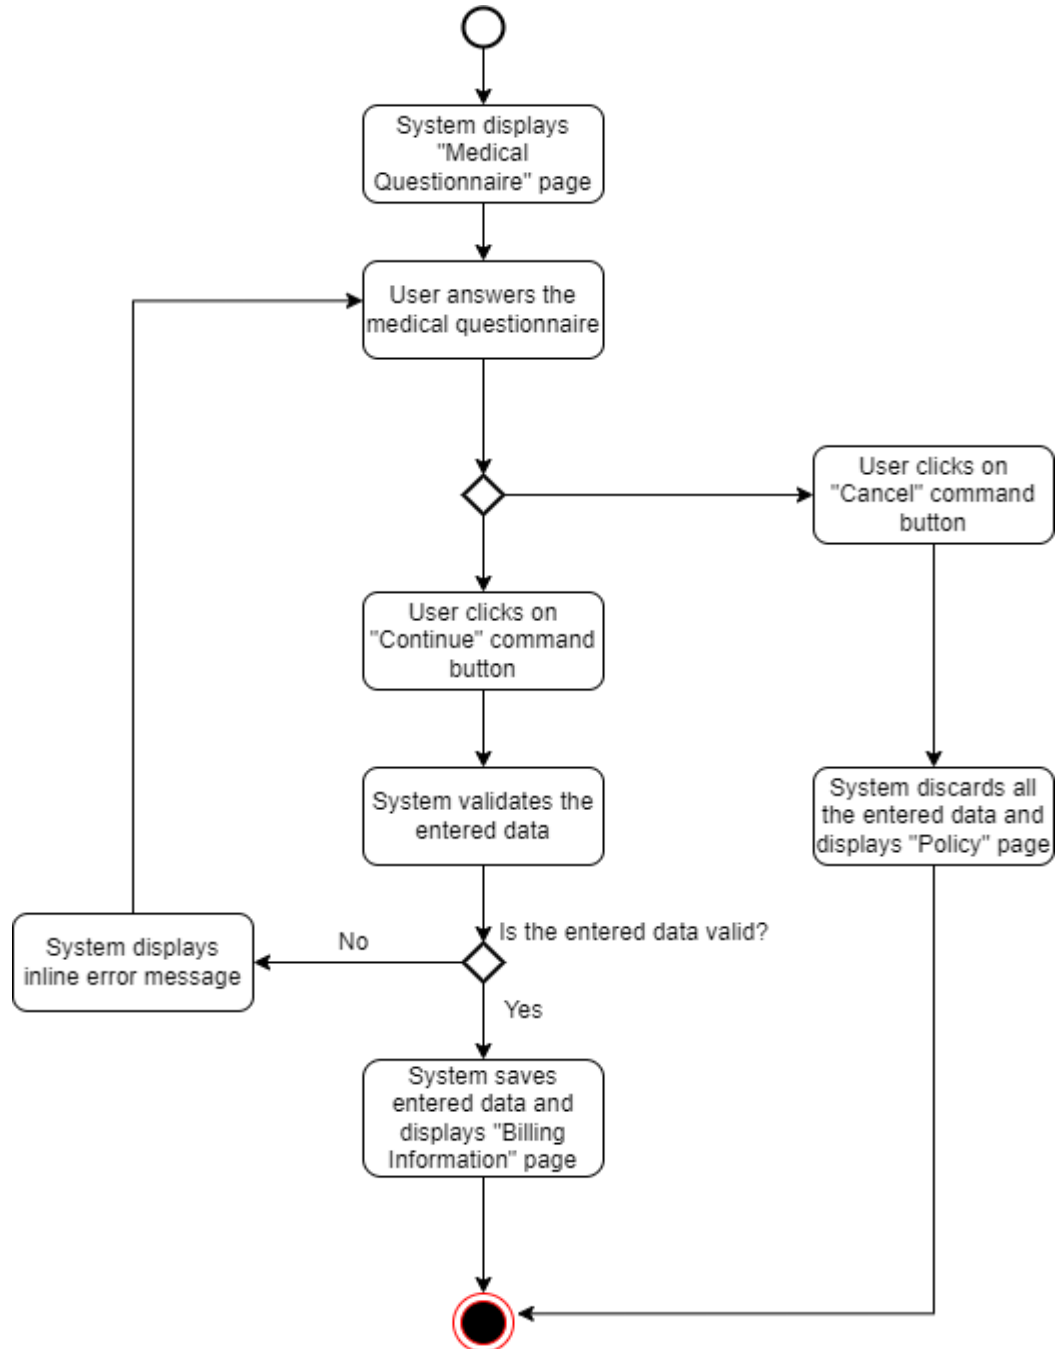 System displays
"Medical
Questionnaire" page
User answers the
medical questionnaire
User clicks on
"Cancel" command
button
User clicks on
"Continue" command
button
System validates the
entered data
System discards all
the entered data and
displays "Policy" page
Is the entered data valid?
No
System displays
inline error message
Yes
System saves
entered data and
displays "Billing
Information" page